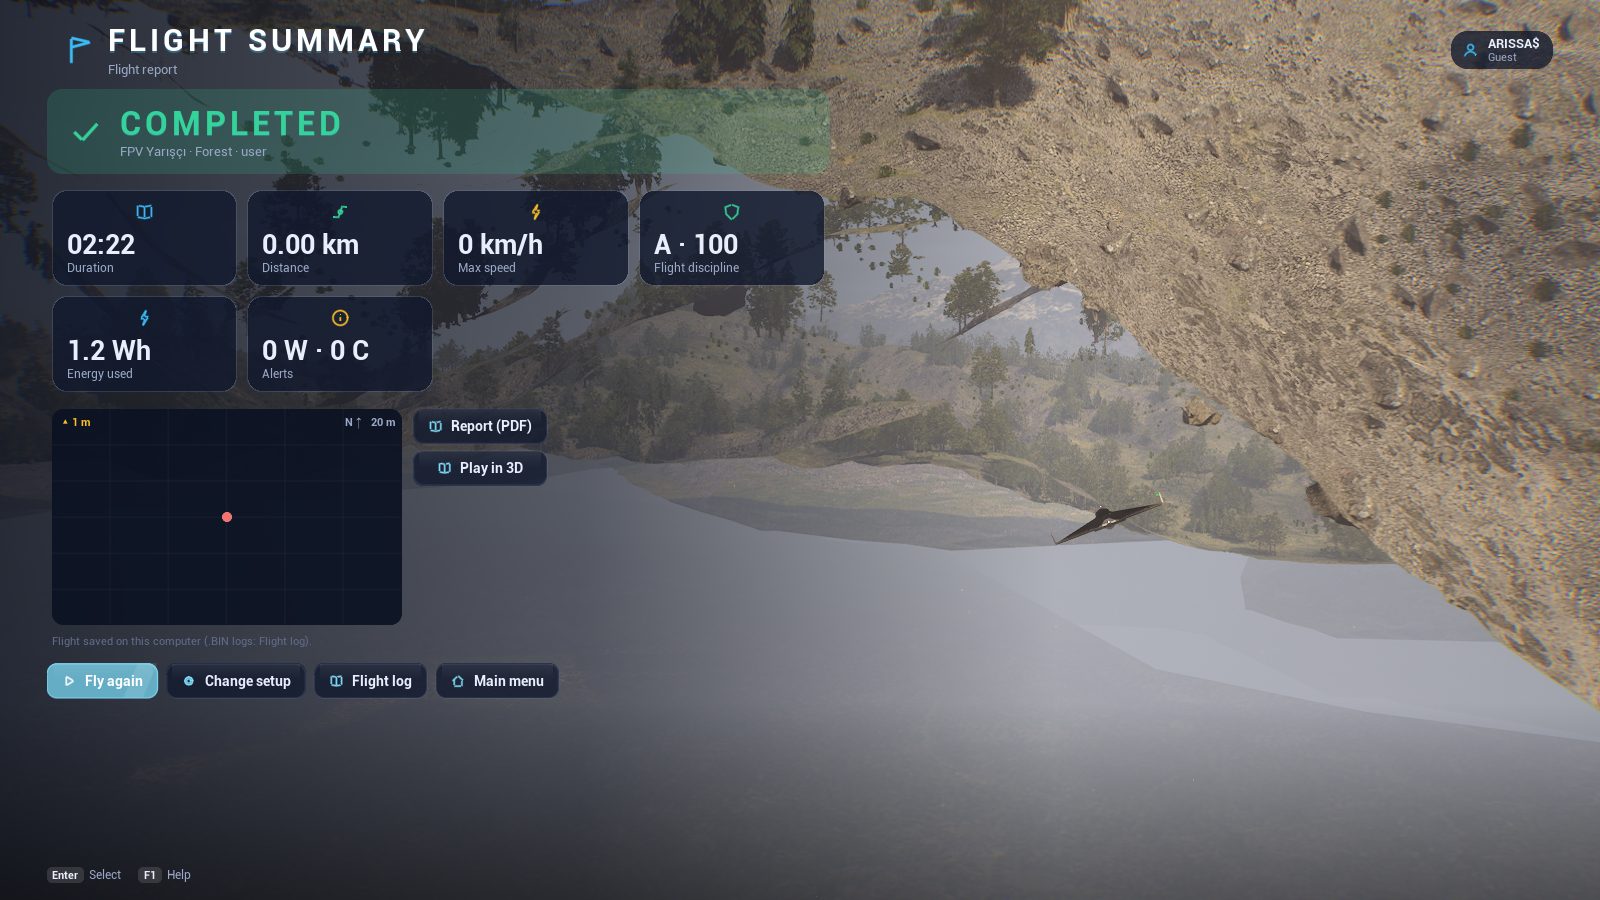 FLIGHT SUMMARY
Flight report
ARISSA$
Guest
COMPLETED
FPV Yarışçı · Forest · user
02:22
Duration
0.00 km
Distance
0 km/h
Max speed
A · 100
Flight discipline
1.2 Wh
Energy used
0 W · 0 C
Alerts
▲ 1 m
N ↑ 20 m
Report (PDF)
Play in 3D
Flight saved on this computer (.BIN logs: Flight log).
Fly again
Change setup
Flight log
Main menu
Enter Select F1 Help